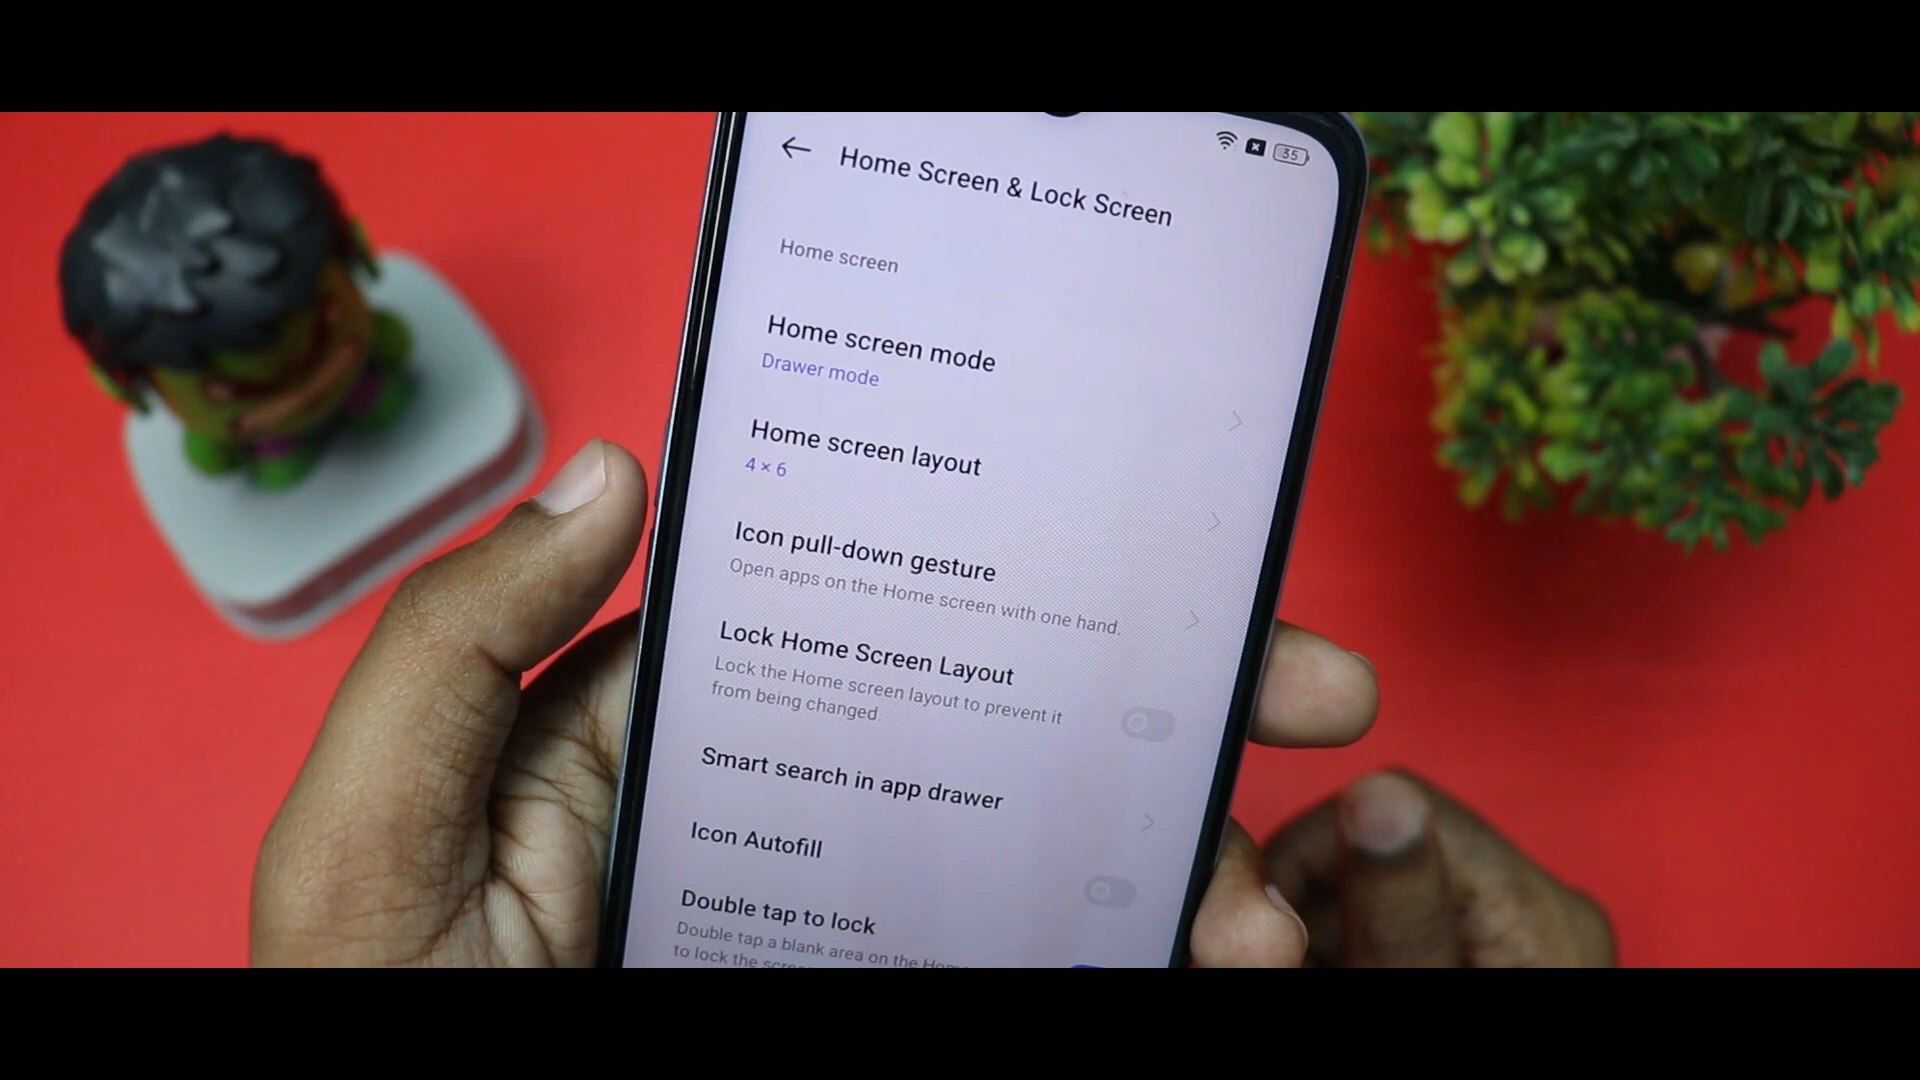 35
Home Screen & Lock Screen
Home screen
Home screen mode
Drawer mode
Home screen layout
4 × 6
Icon pull-down gesture
Open apps on the Home screen with one hand.
Lock Home Screen Layout
Lock the Home screen layout to prevent it
from being changed.
Smart search in app drawer
Icon Autofill
Double tap to lock
Double tap a blank area on the
to lock the